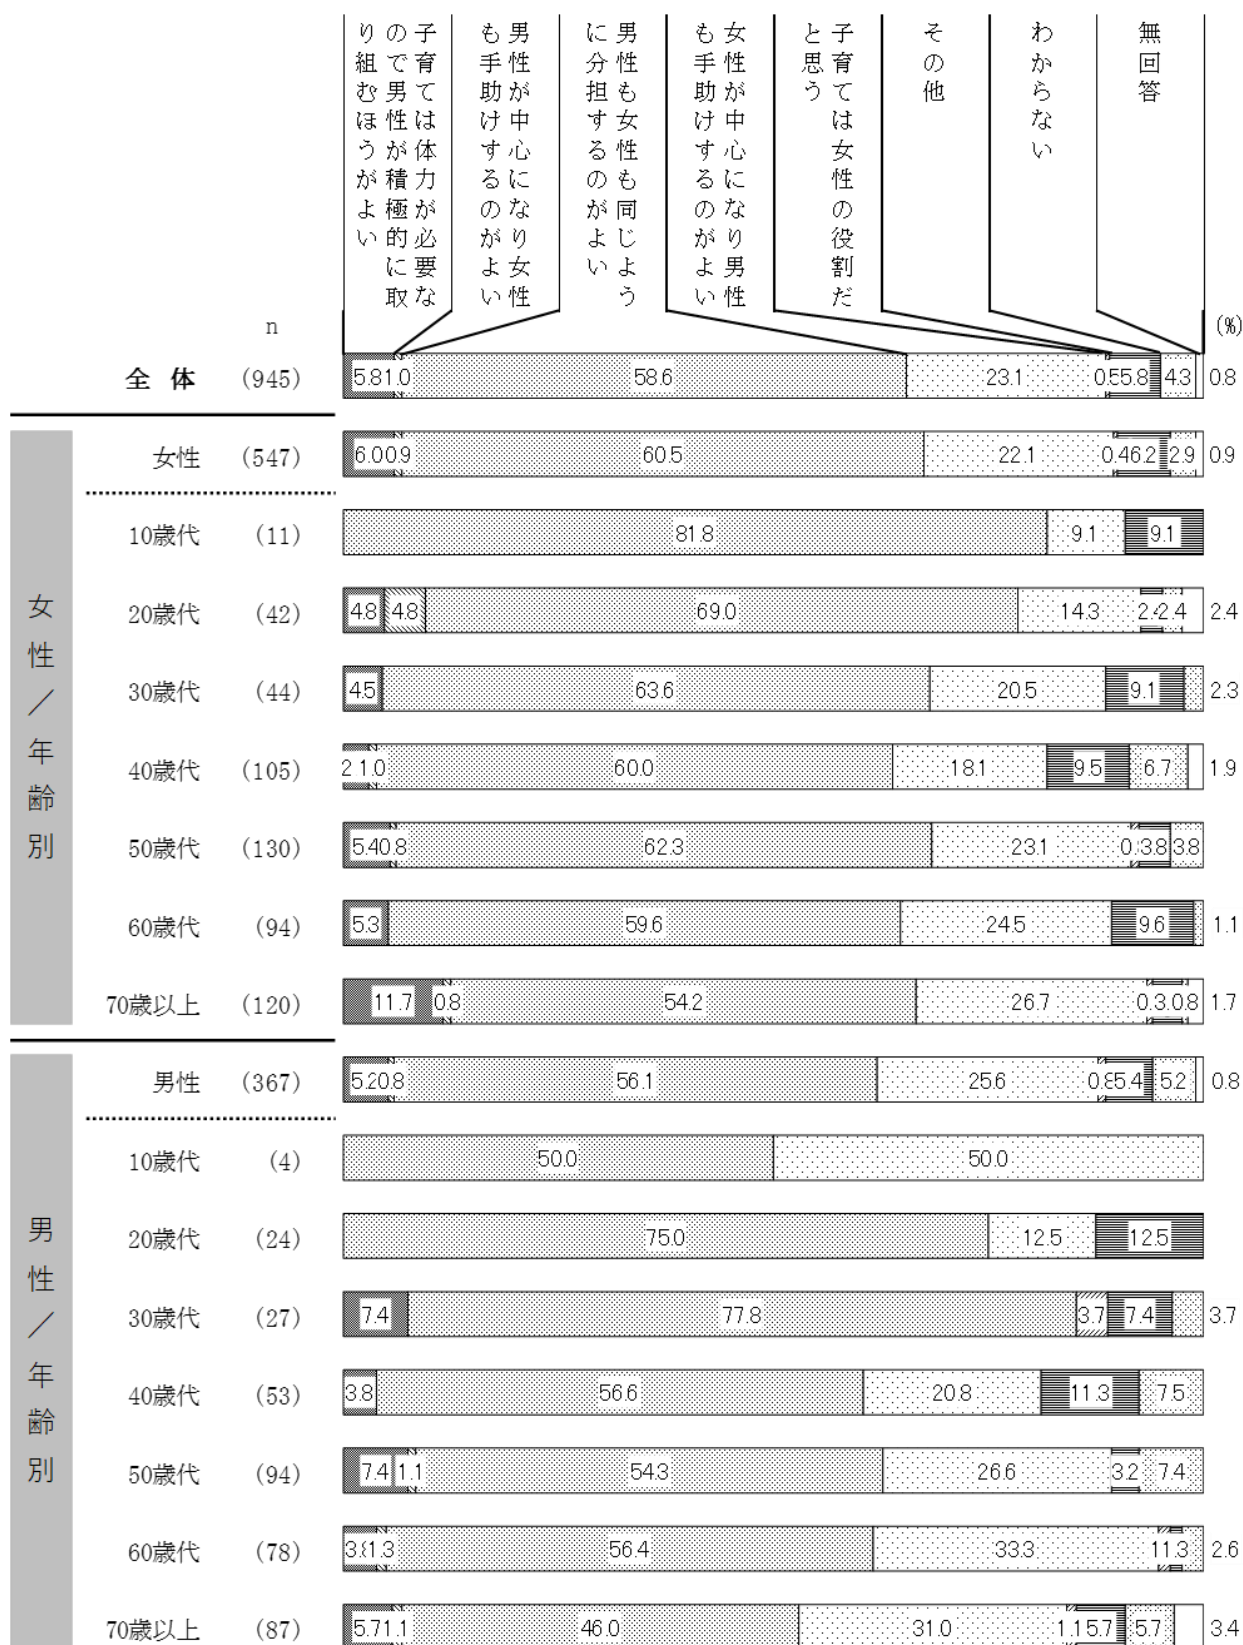 子育ては体力が必要な
ので男性が積極的に取
り組むほうがよい
男性が中心になり女性
も手助けするのがよい
男性も女性も同じよう
に分担するのがよい
女性が中心になり男性
も手助けするのがよい
子育ては女性の役割だ
と思う
その他
わからない
無回答
n
(%)
全体 (945) 5.8 1.0 58.6 23.1 5.8 4.3 0.8
女性／年齢別
女性 (547) 6.0 0.9 60.5 22.1 0.4 6.2 2.9 0.9
10歳代 (11) 81.8 9.1 9.1
20歳代 (42) 4.8 4.8 69.0 14.3 2.4 2.4
30歳代 (44) 4.5 63.6 20.5 9.1 2.3
40歳代 (105) 1.0 60.0 18.1 9.5 6.7 1.9
50歳代 (130) 5.4 0.8 62.3 23.1 3.8 3.8
60歳代 (94) 5.3 59.6 24.5 9.6 1.1
70歳以上 (120) 11.7 0.8 54.2 26.7 0.8 1.7
男性／年齢別
男性 (367) 5.2 0.8 56.1 25.6 5.4 5.2 0.8
10歳代 (4) 50.0 50.0
20歳代 (24) 75.0 12.5 12.5
30歳代 (27) 7.4 77.8 3.7 7.4 3.7
40歳代 (53) 3.8 56.6 20.8 11.3 7.5
50歳代 (94) 7.4 1.1 54.3 26.6 3.2 7.4
60歳代 (78) 1.3 56.4 33.3 1.3 2.6
70歳以上 (87) 5.7 1.1 46.0 31.0 1.1 5.7 5.7 3.4